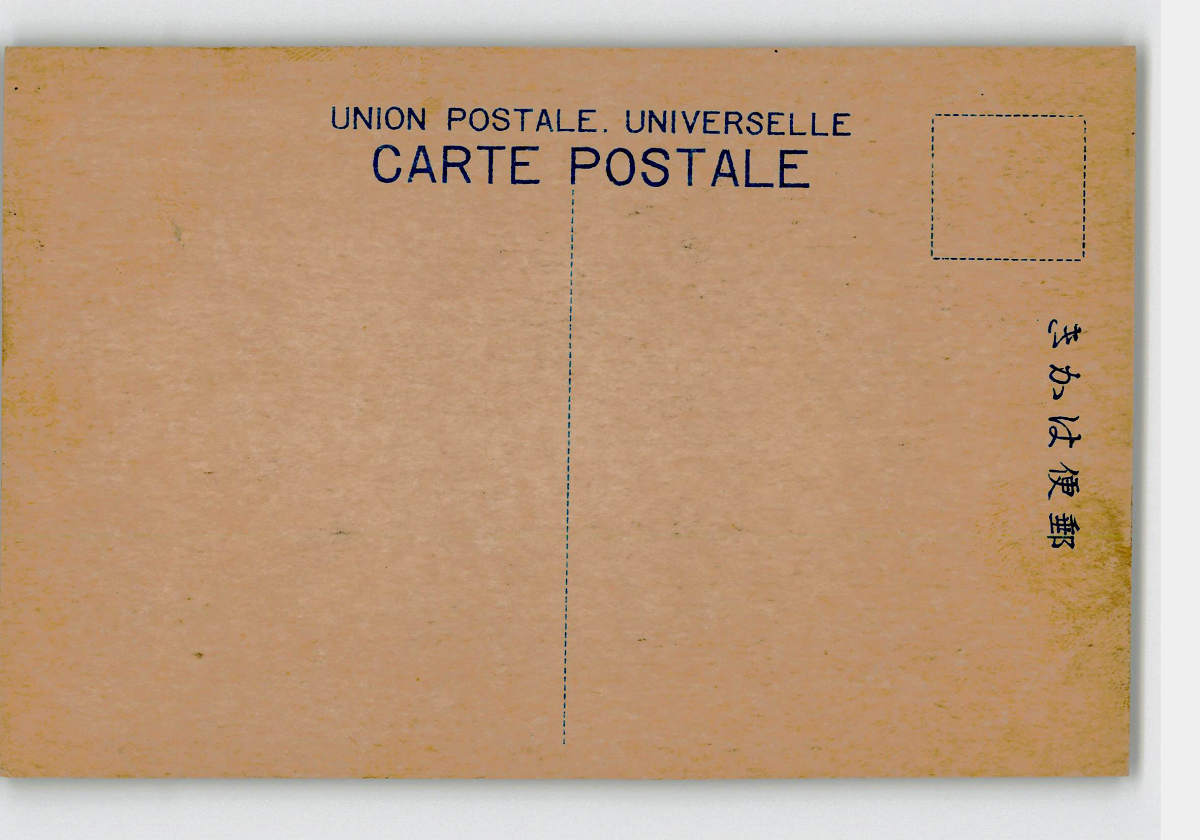 UNION POSTALE. UNIVERSELLE
CARTE POSTALE
郵便はかき